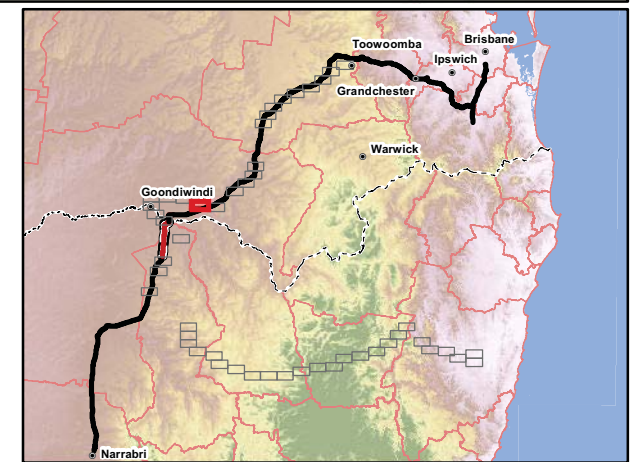 Brisbane
Toowoomba
Ipswich
Grandchester
Warwick
Goondiwindi
Narrabri